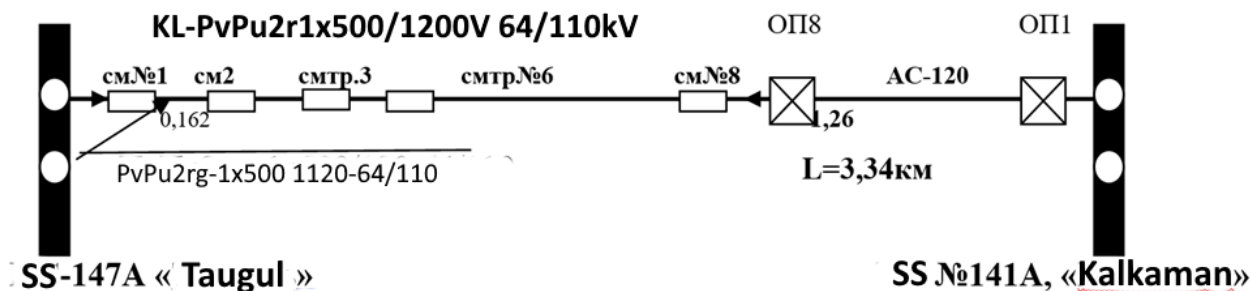 KL-PvPu2r1x500/1200V 64/110kV
ОП8
ОП1
см№1
см2
смтр.3
смтр№6
см№8
АС-120
0,162
1,26
PvPu2rg-1x500 1120-64/110
L=3,34км
SS-147A « Taugul »
SS №141A, «Kalkaman»